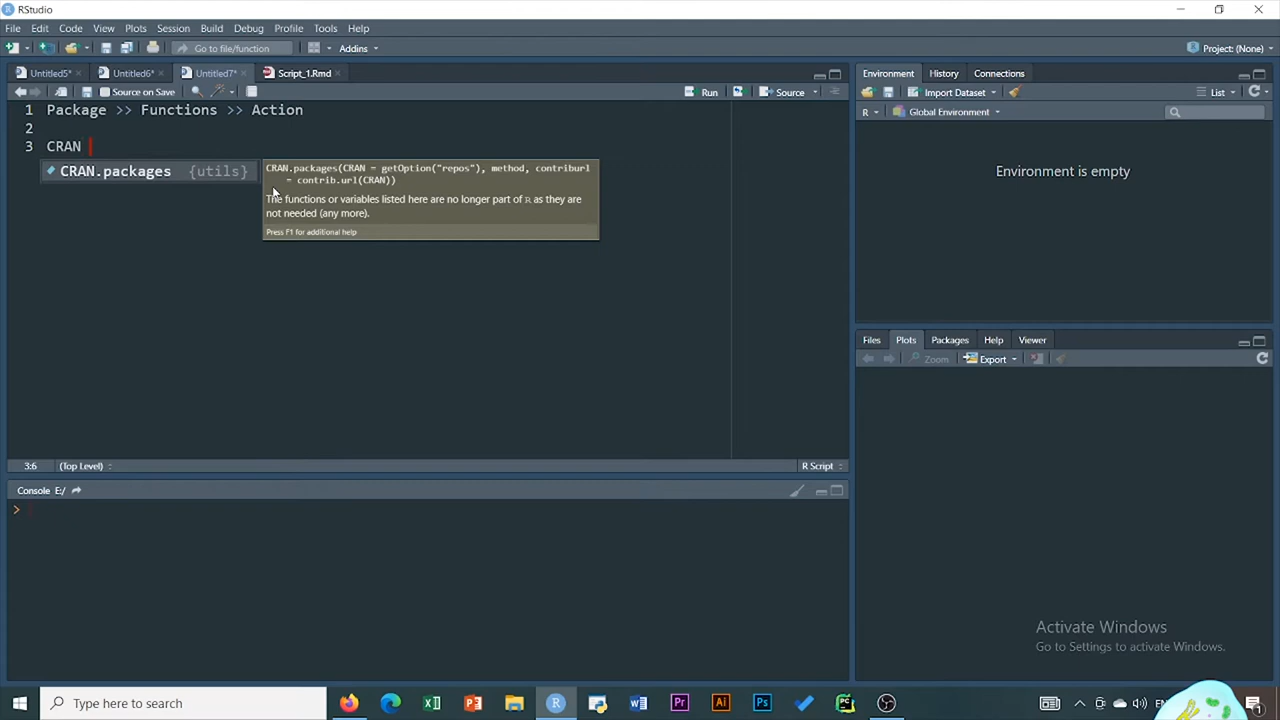 RStudio
File Edit Code View Plots Session Build Debug Profile Tools Help
Go to file/function Addins Project: (None)
Untitled5* Untitled6* Untitled7* Script_1.Rmd
Source on Save Run Source
1 Package >> Functions >> Action
2
3 CRAN
CRAN.packages {utils}
CRAN.packages(CRAN = getOption("repos"), method, contriburl
= contrib.url(CRAN))
The functions or variables listed here are no longer part of R as they are
not needed (any more).
Press F1 for additional help
3:6 (Top Level) R Script
Console E:/
>
Environment History Connections
Import Dataset List
R Global Environment
Environment is empty
Files Plots Packages Help Viewer
Zoom Export
Activate Windows
Go to Settings to activate Windows.
Type here to search